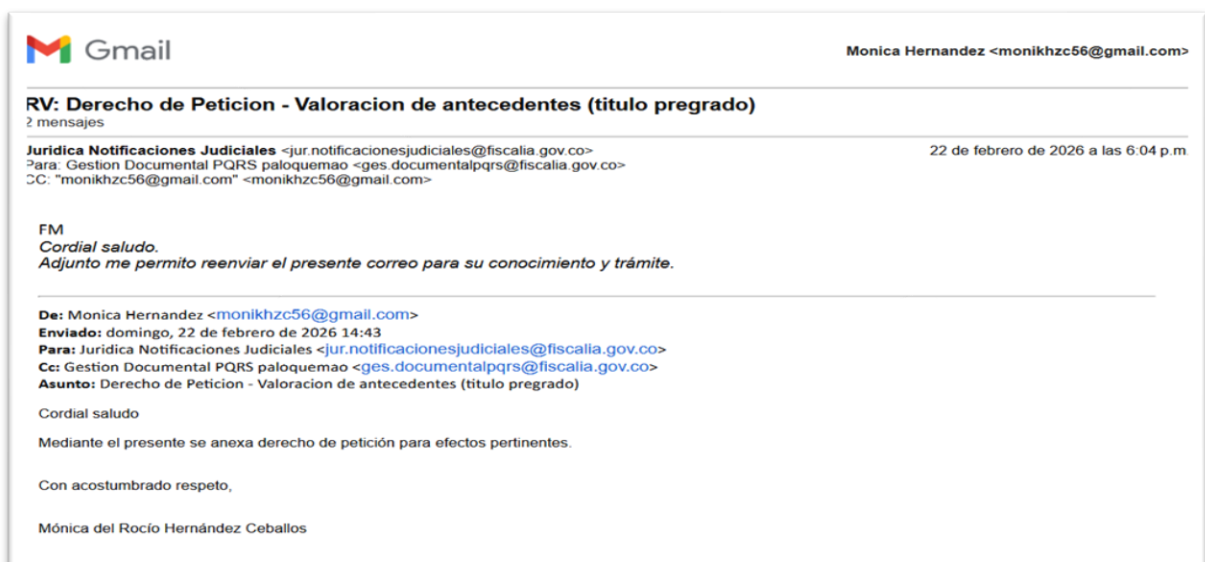 Gmail
Monica Hernandez <monikhzc56@gmail.com>
RV: Derecho de Peticion - Valoracion de antecedentes (titulo pregrado)
2 mensajes
Juridica Notificaciones Judiciales <jur.notificacionesjudiciales@fiscalia.gov.co> 22 de febrero de 2026 a las 6:04 p.m.
Para: Gestion Documental PQRS paloquemao <ges.documentalpqrs@fiscalia.gov.co>
CC: "monikhzc56@gmail.com" <monikhzc56@gmail.com>
FM
Cordial saludo.
Adjunto me permito reenviar el presente correo para su conocimiento y trámite.
De: Monica Hernandez <monikhzc56@gmail.com>
Enviado: domingo, 22 de febrero de 2026 14:43
Para: Juridica Notificaciones Judiciales <jur.notificacionesjudiciales@fiscalia.gov.co>
Cc: Gestion Documental PQRS paloquemao <ges.documentalpqrs@fiscalia.gov.co>
Asunto: Derecho de Peticion - Valoracion de antecedentes (titulo pregrado)
Cordial saludo
Mediante el presente se anexa derecho de petición para efectos pertinentes.
Con acostumbrado respeto,
Mónica del Rocío Hernández Ceballos